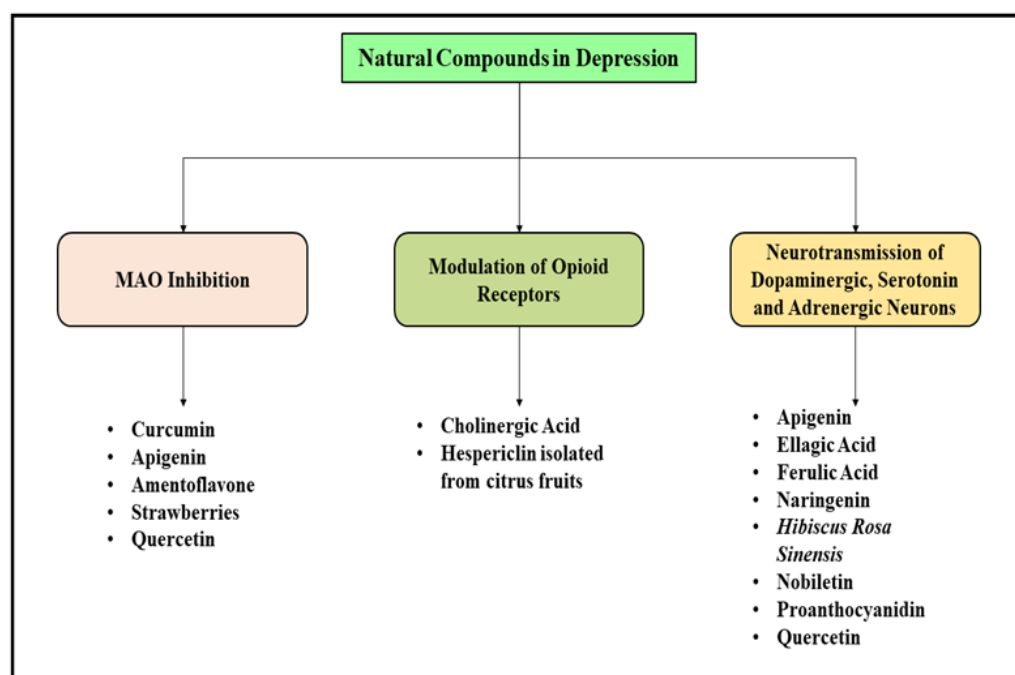 Natural Compounds in Depression
MAO Inhibition
• Curcumin
• Apigenin
• Amentoflavone
• Strawberries
• Quercetin
Modulation of Opioid
Receptors
• Cholinergic Acid
• Hespericlin isolated
from citrus fruits
Neurotransmission of
Dopaminergic, Serotonin
and Adrenergic Neurons
• Apigenin
• Ellagic Acid
• Ferulic Acid
• Naringenin
• Hibiscus Rosa
Sinensis
• Nobiletin
• Proanthocyanidin
• Quercetin